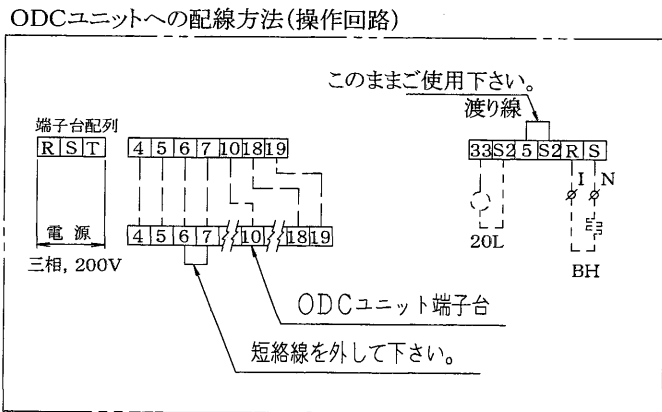 ODCユニットへの配線方法(操作回路)
このままご使用下さい。
渡り線
端子台配列
R S T
4 5 6 7 10 18 19
33 S2 5 S2 R S
I N
電源
4 5 6 7 10 18 19
20L
三相, 200V
BH
ODCユニット端子台
短絡線を外して下さい。